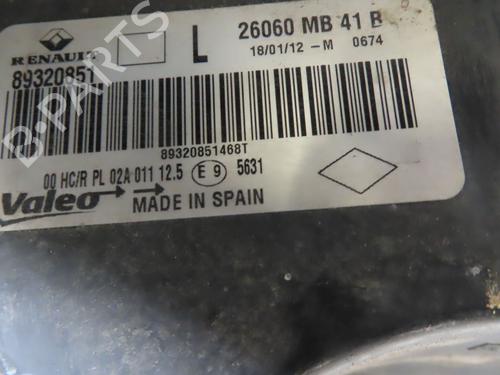 RENAULT
L
26060 MB 41 B
18/01/12 -M 0674
89320851
89320851468T
00 HC/R PL 02A 011 12.5 E 9 5631
Valeo
MADE IN SPAIN
B-PARTS